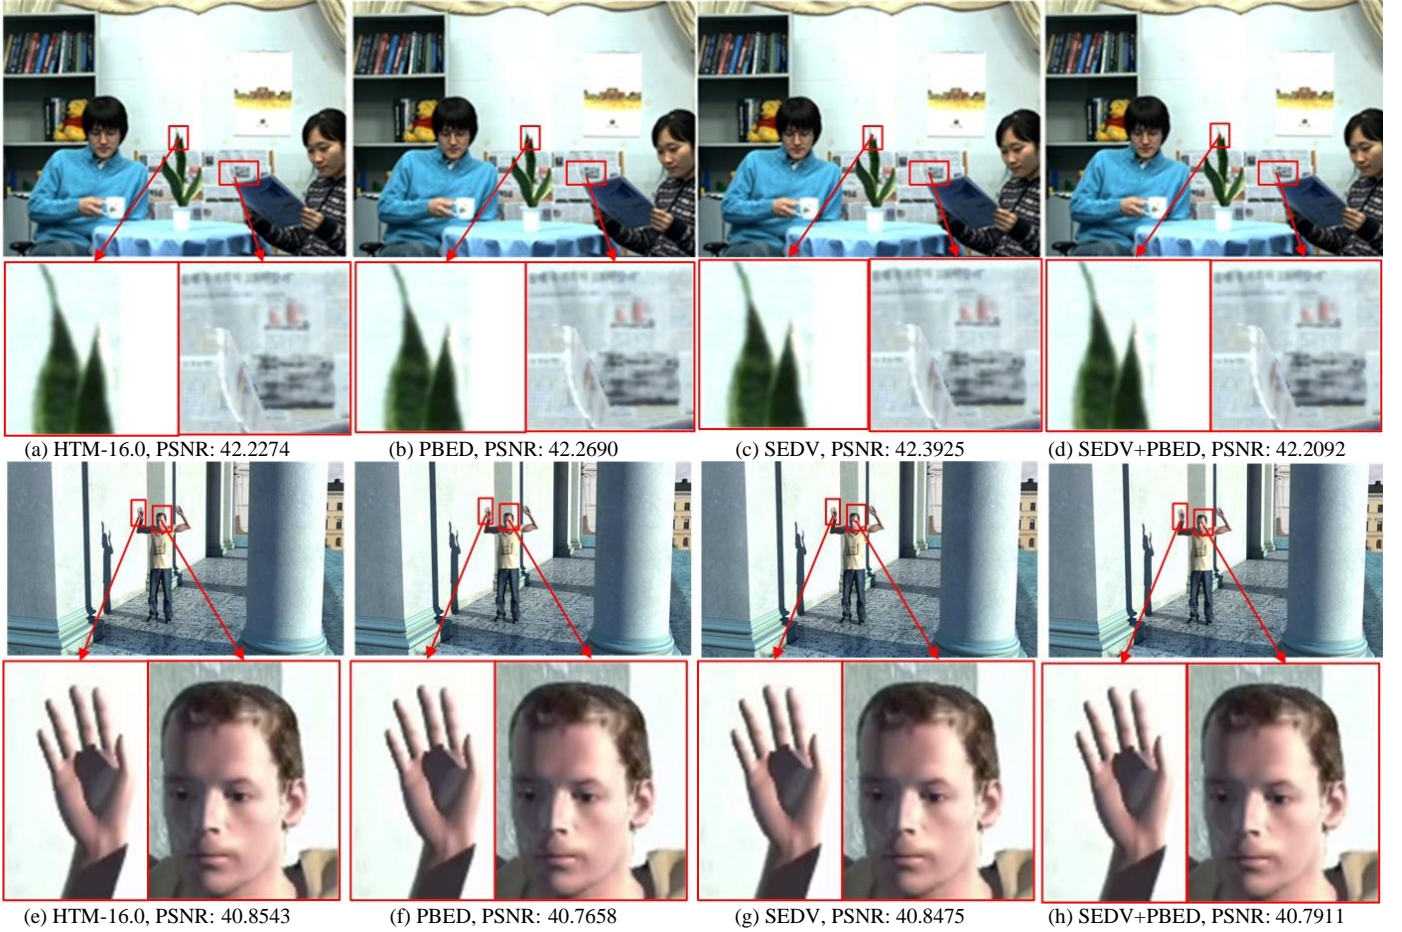 (a) HTM-16.0, PSNR: 42.2274
(b) PBED, PSNR: 42.2690
(c) SEDV, PSNR: 42.3925
(d) SEDV+PBED, PSNR: 42.2092
(e) HTM-16.0, PSNR: 40.8543
(f) PBED, PSNR: 40.7658
(g) SEDV, PSNR: 40.8475
(h) SEDV+PBED, PSNR: 40.7911